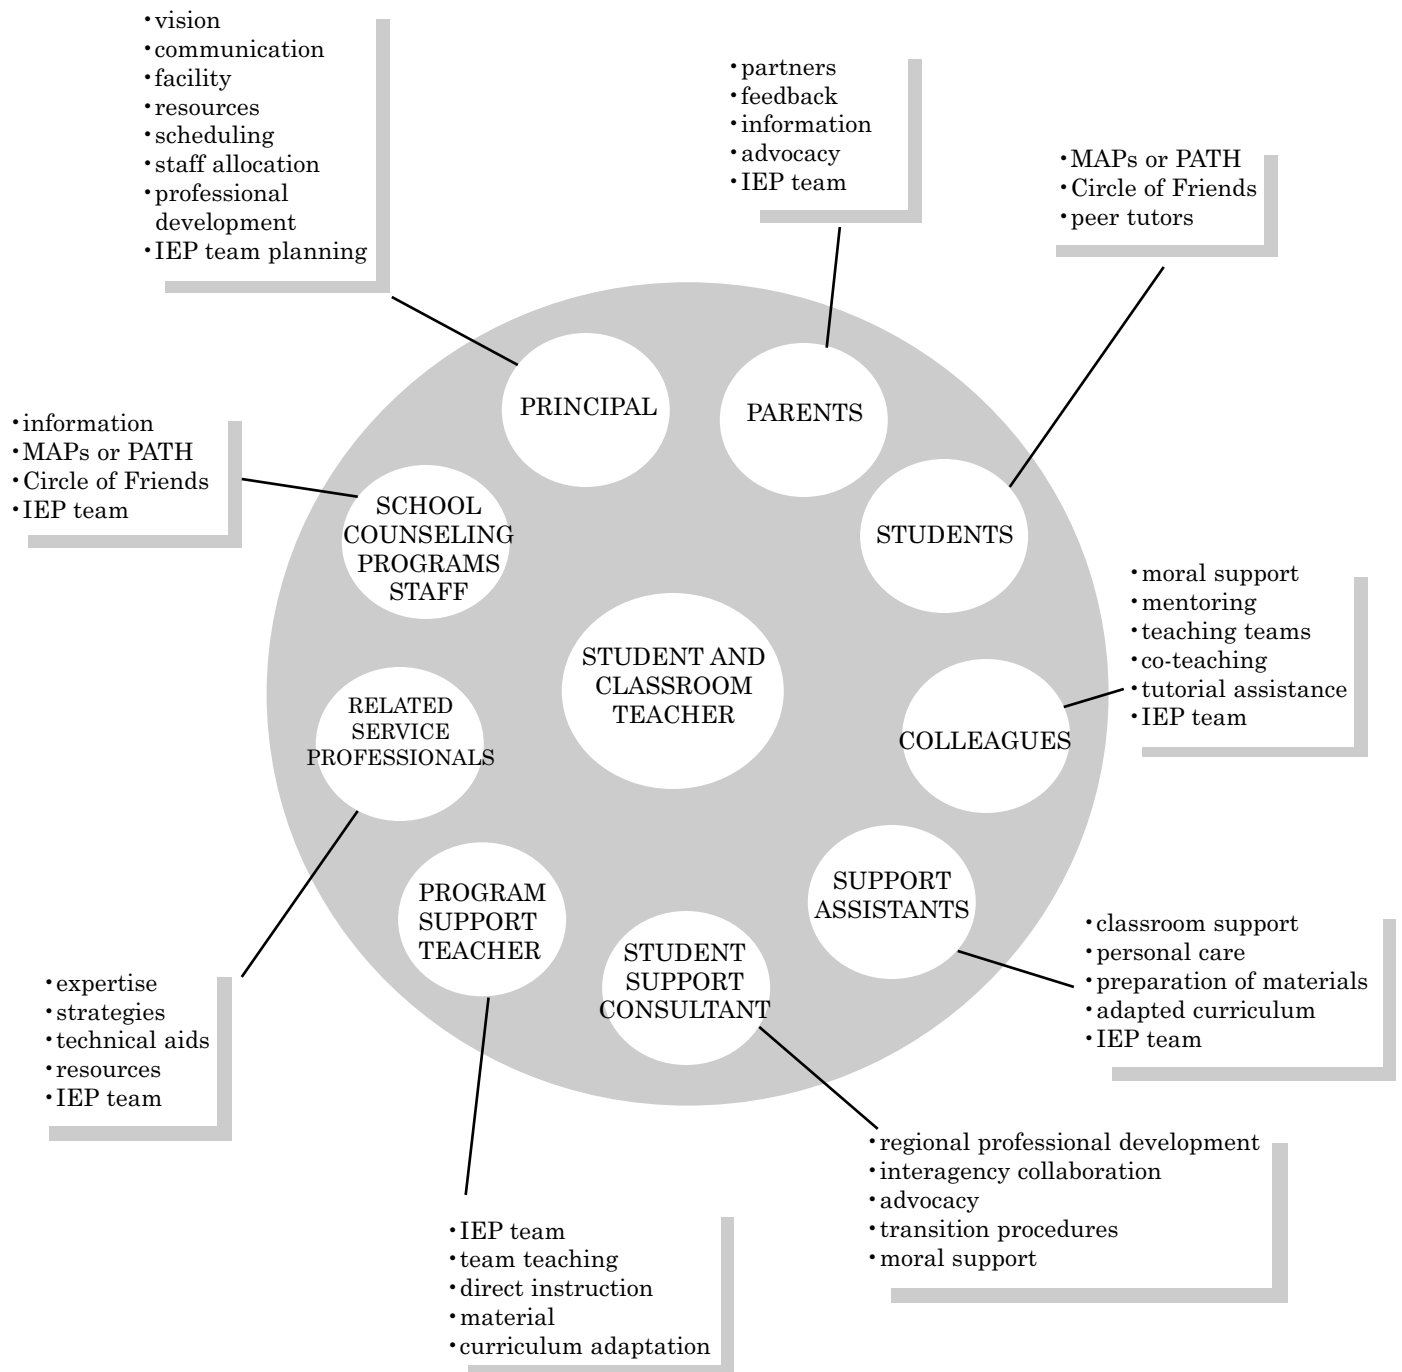 •vision
•communication
•facility
•resources
•scheduling
•staff allocation
•professional
development
•IEP team planning
•partners
•feedback
•information
•advocacy
•IEP team
•MAPs or PATH
•Circle of Friends
•peer tutors
PRINCIPAL
PARENTS
•information
•MAPs or PATH
•Circle of Friends
•IEP team
SCHOOL
COUNSELING
PROGRAMS
STAFF
STUDENTS
•moral support
•mentoring
•teaching teams
•co-teaching
•tutorial assistance
•IEP team
STUDENT AND
CLASSROOM
TEACHER
RELATED
SERVICE
PROFESSIONALS
COLLEAGUES
PROGRAM
SUPPORT
TEACHER
SUPPORT
ASSISTANTS
STUDENT
SUPPORT
CONSULTANT
•classroom support
•personal care
•preparation of materials
•adapted curriculum
•IEP team
•expertise
•strategies
•technical aids
•resources
•IEP team
•regional professional development
•interagency collaboration
•advocacy
•transition procedures
•moral support
•IEP team
•team teaching
•direct instruction
•material
•curriculum adaptation